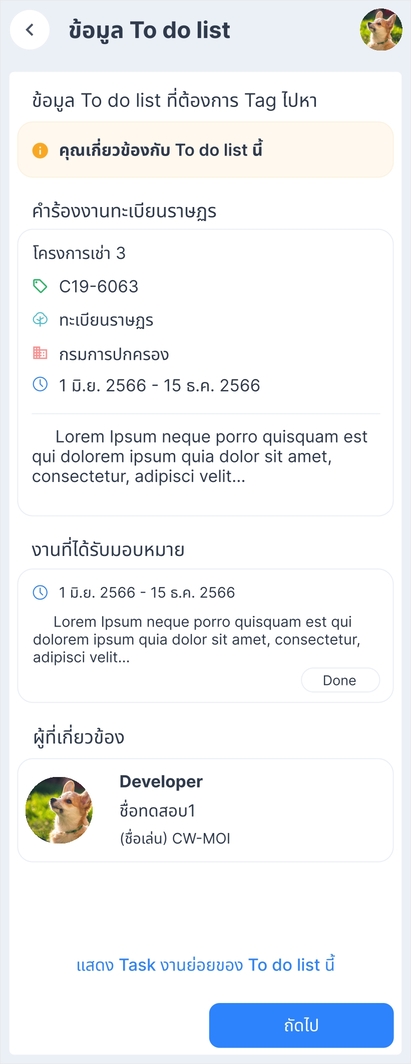 ข้อมูล To do list
ข้อมูล To do list ที่ต้องการ Tag ไปหา
คุณเกี่ยวข้องกับ To do list นี้
คำร้องงานทะเบียนราษฎร
โครงการเช่า 3
C19-6063
ทะเบียนราษฎร
กรมการปกครอง
1 มิ.ย. 2566 - 15 ธ.ค. 2566
Lorem Ipsum neque porro quisquam est
qui dolorem ipsum quia dolor sit amet,
consectetur, adipisci velit...
งานที่ได้รับมอบหมาย
1 มิ.ย. 2566 - 15 ธ.ค. 2566
Lorem Ipsum neque porro quisquam est qui
dolorem ipsum quia dolor sit amet, consectetur,
adipisci velit...
Done
ผู้ที่เกี่ยวข้อง
Developer
ชื่อทดสอบ1
(ชื่อเล่น) CW-MOI
แสดง Task งานย่อยของ To do list นี้
ถัดไป